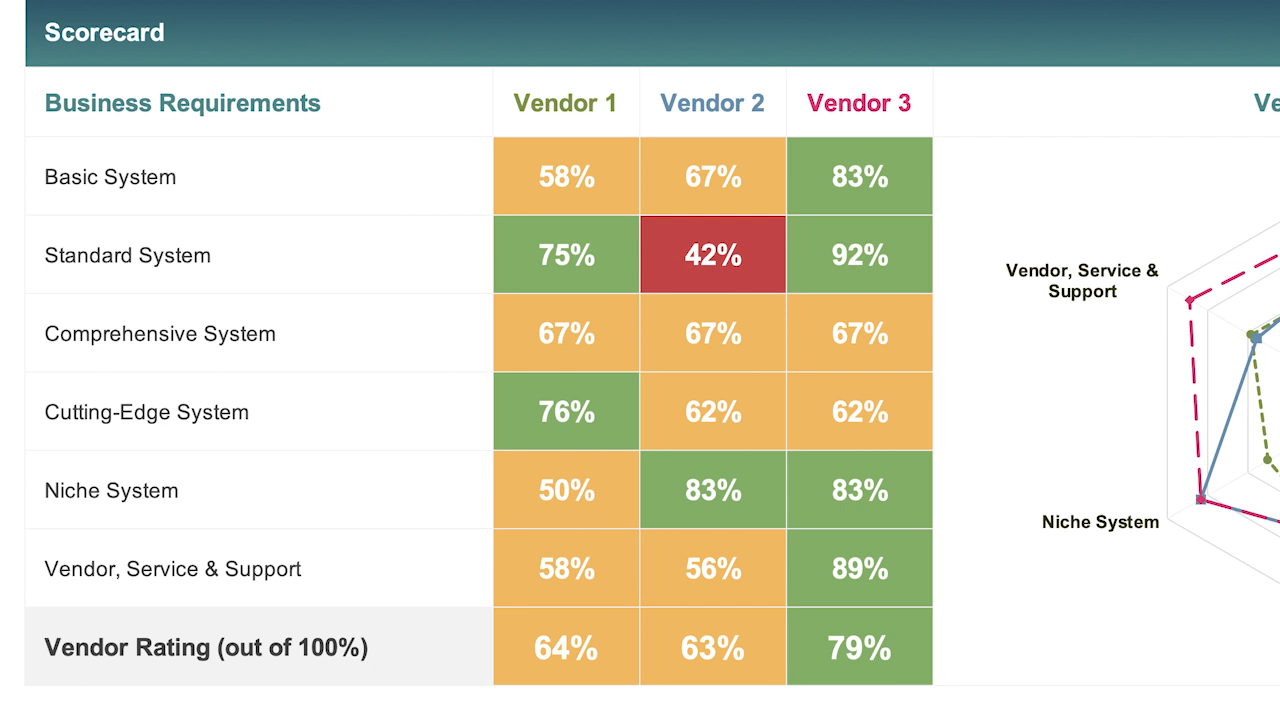 Scorecard
Business Requirements Vendor 1 Vendor 2 Vendor 3
Basic System 58% 67% 83%
Standard System 75% 42% 92%
Comprehensive System 67% 67% 67%
Cutting-Edge System 76% 62% 62%
Niche System 50% 83% 83%
Vendor, Service & Support 58% 56% 89%
Vendor Rating (out of 100%) 64% 63% 79%
Ve
Vendor, Service &
Support
Niche System